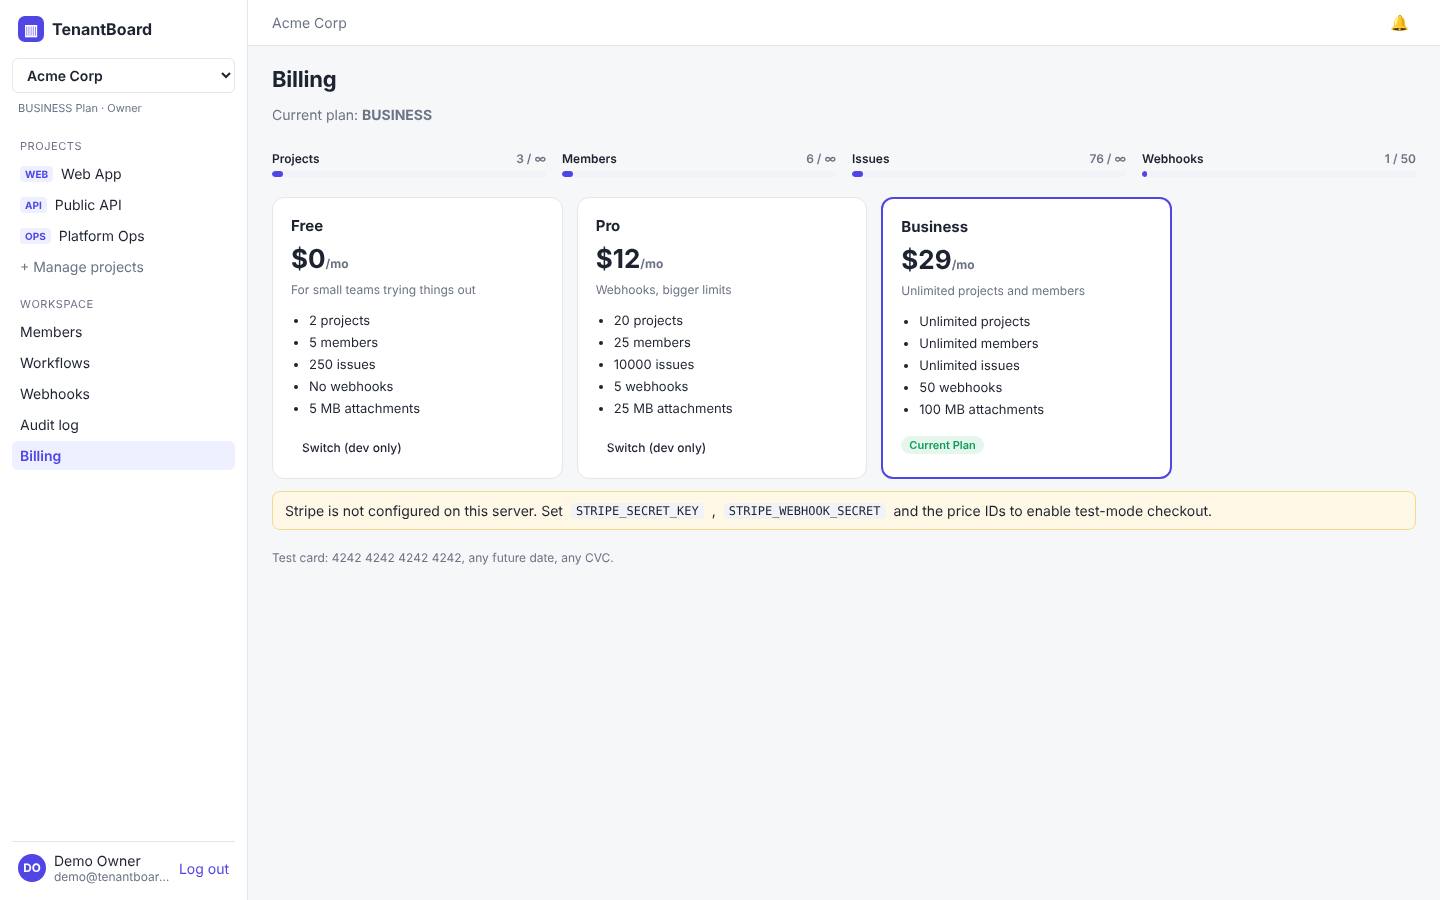 TenantBoard
Acme Corp
BUSINESS Plan · Owner
PROJECTS
WEB Web App
API Public API
OPS Platform Ops
+ Manage projects
WORKSPACE
Members
Workflows
Webhooks
Audit log
Billing
DO Demo Owner
demo@tenantboar...
Log out
Acme Corp
Billing
Current plan: BUSINESS
Projects 3 / ∞
Members 6 / ∞
Issues 76 / ∞
Webhooks 1 / 50
Free
$0/mo
For small teams trying things out
• 2 projects
• 5 members
• 250 issues
• No webhooks
• 5 MB attachments
Switch (dev only)
Pro
$12/mo
Webhooks, bigger limits
• 20 projects
• 25 members
• 10000 issues
• 5 webhooks
• 25 MB attachments
Switch (dev only)
Business
$29/mo
Unlimited projects and members
• Unlimited projects
• Unlimited members
• Unlimited issues
• 50 webhooks
• 100 MB attachments
Current Plan
Stripe is not configured on this server. Set STRIPE_SECRET_KEY , STRIPE_WEBHOOK_SECRET and the price IDs to enable test-mode checkout.
Test card: 4242 4242 4242 4242, any future date, any CVC.